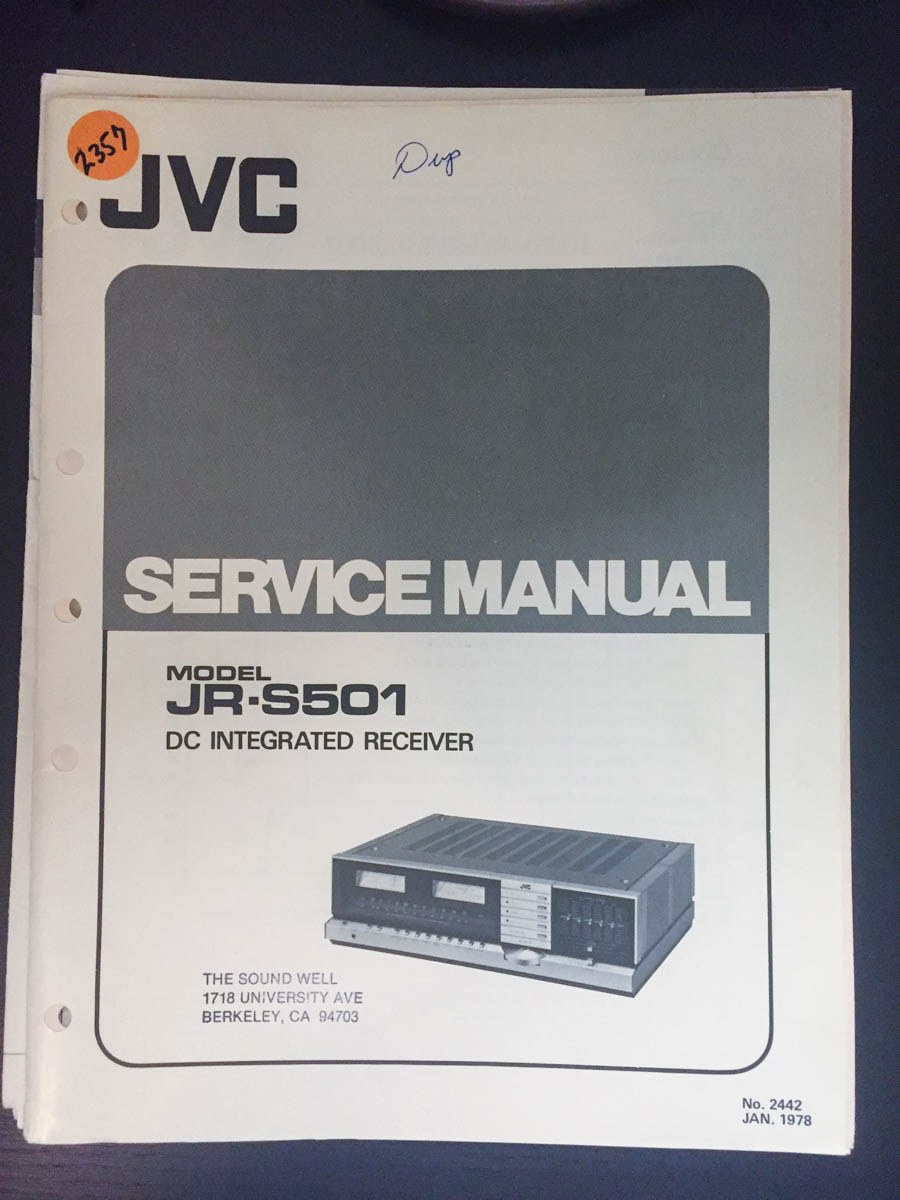 2357
JVC
Dup
SERVICE MANUAL
MODEL
JR-S501
DC INTEGRATED RECEIVER
JVC
THE SOUND WELL
1718 UNIVERSITY AVE
BERKELEY, CA 94703
No. 2442
JAN. 1978